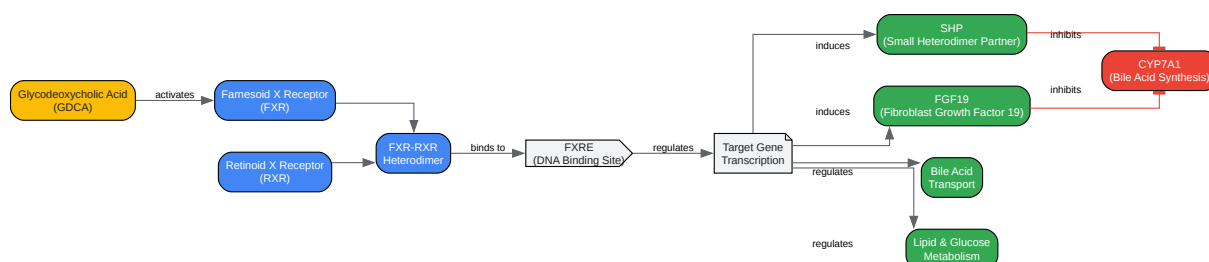 Glycodeoxycholic Acid
(GDCA)
activates
Farnesoid X Receptor
(FXR)
Retinoid X Receptor
(RXR)
FXR-RXR
Heterodimer
binds to
FXRE
(DNA Binding Site)
regulates
Target Gene
Transcription
induces
SHP
(Small Heterodimer Partner)
inhibits
induces
FGF19
(Fibroblast Growth Factor 19)
inhibits
CYP7A1
(Bile Acid Synthesis)
regulates
Bile Acid
Transport
regulates
Lipid & Glucose
Metabolism